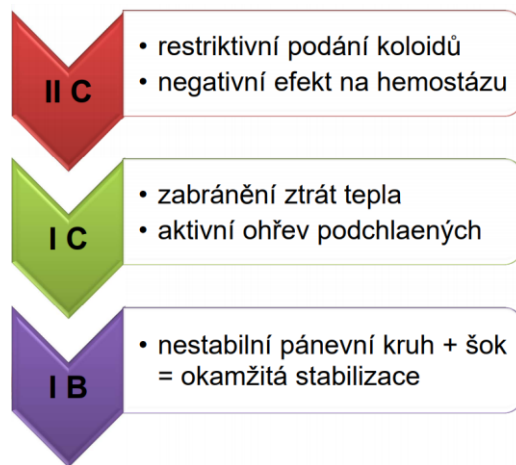 II C
• restriktivní podání koloidů
• negativní efekt na hemostázu
I C
• zabránění ztrát tepla
• aktivní ohřev podchlaených
I B
• nestabilní pánevní kruh + šok
= okamžitá stabilizace